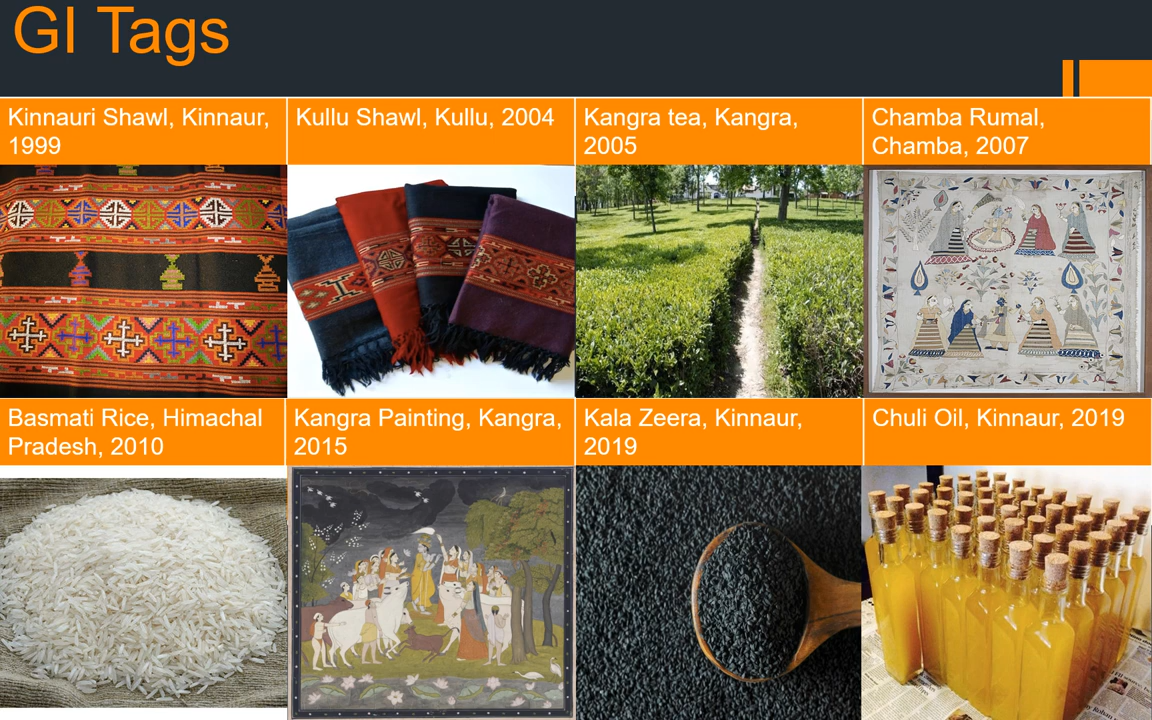 GI Tags
Kinnauri Shawl, Kinnaur,
1999
Kullu Shawl, Kullu, 2004
Kangra tea, Kangra,
2005
Chamba Rumal,
Chamba, 2007
Basmati Rice, Himachal
Pradesh, 2010
Kangra Painting, Kangra,
2015
Kala Zeera, Kinnaur,
2019
Chuli Oil, Kinnaur, 2019